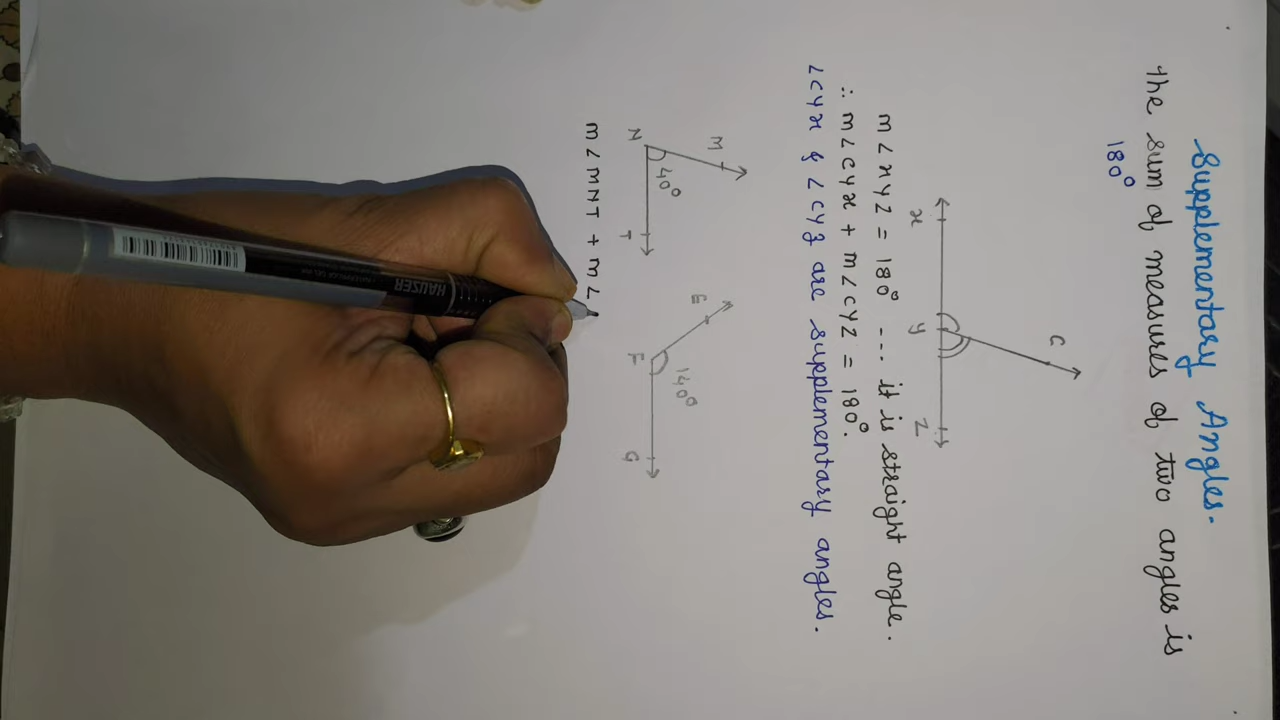 Supplementary Angles.
The sum of measures of two angles is
180°
C
x y z
m∠xyz = 180° --- it is straight angle.
∴ m∠cyx + m∠cyz = 180°.
∠cyx & ∠cyz are supplementary angles.
M E
40° 140°
N T F G
m∠MNT + m∠
HAUSER